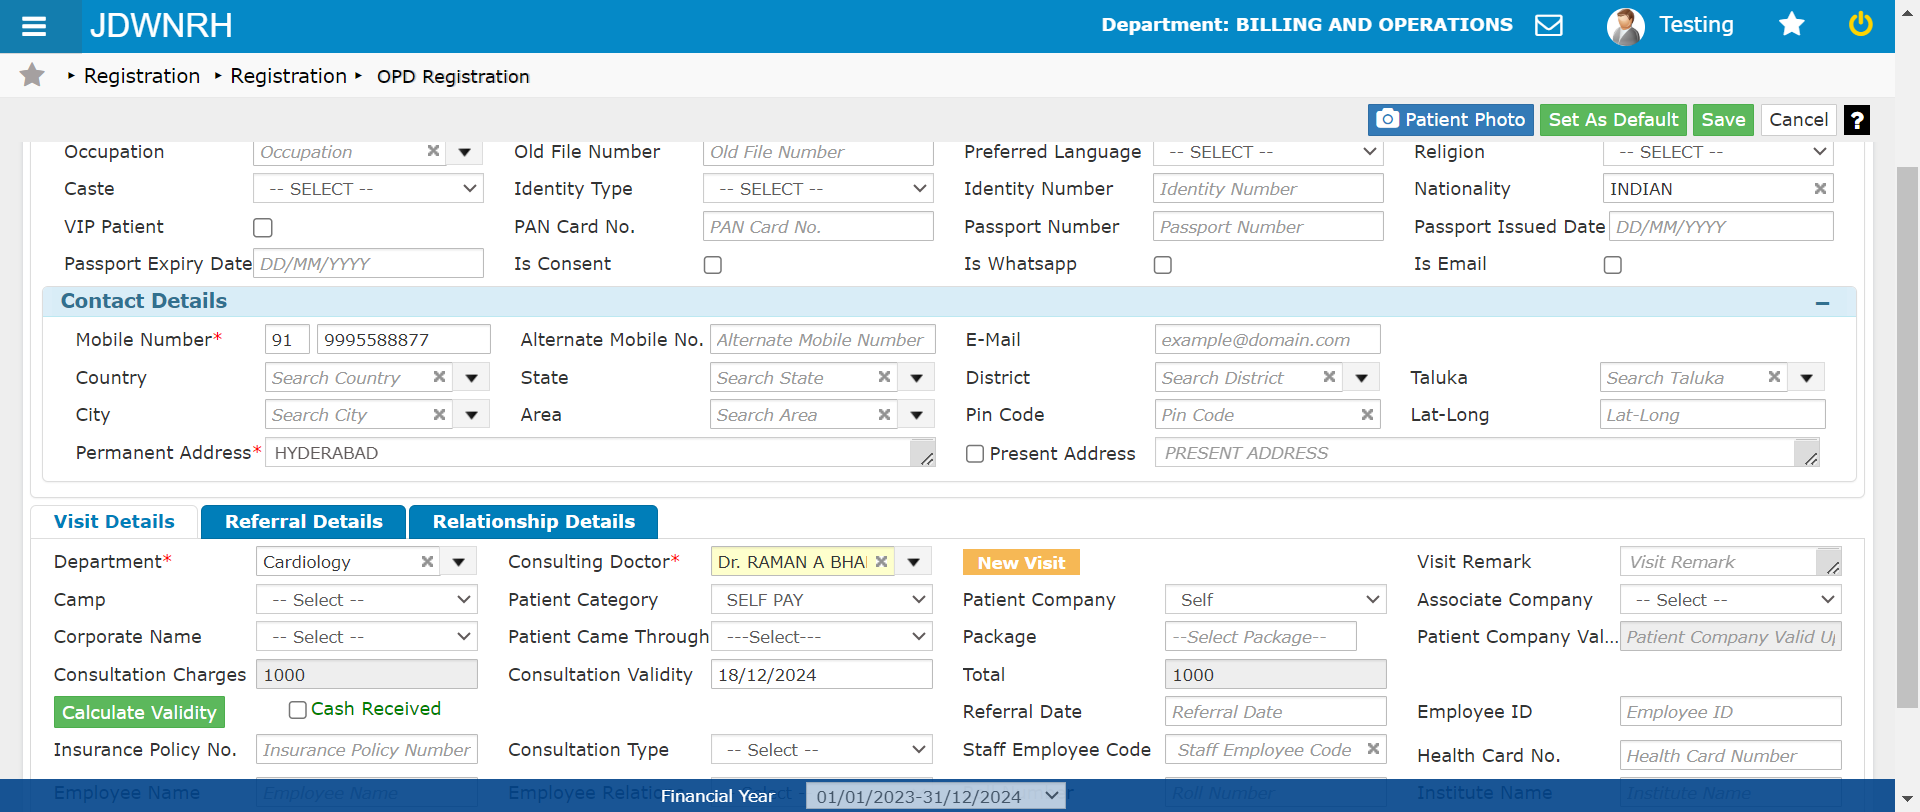 JDWNRH Department: BILLING AND OPERATIONS Testing
Registration Registration OPD Registration
Patient Photo Set As Default Save Cancel ?
Occupation Occupation Old File Number Old File Number Preferred Language -- SELECT -- Religion -- SELECT --
Caste -- SELECT -- Identity Type -- SELECT -- Identity Number Identity Number Nationality INDIAN
VIP Patient PAN Card No. PAN Card No. Passport Number Passport Number Passport Issued Date DD/MM/YYYY
Passport Expiry Date DD/MM/YYYY Is Consent Is Whatsapp Is Email
Contact Details
Mobile Number* 91 9995588877 Alternate Mobile No. Alternate Mobile Number E-Mail example@domain.com
Country Search Country State Search State District Search District Taluka Search Taluka
City Search City Area Search Area Pin Code Pin Code Lat-Long Lat-Long
Permanent Address* HYDERABAD Present Address PRESENT ADDRESS
Visit Details Referral Details Relationship Details
Department* Cardiology Consulting Doctor* Dr. RAMAN A BHA New Visit Visit Remark Visit Remark
Camp -- Select -- Patient Category SELF PAY Patient Company Self Associate Company -- Select --
Corporate Name -- Select -- Patient Came Through ---Select--- Package --Select Package-- Patient Company Val... Patient Company Valid U
Consultation Charges 1000 Consultation Validity 18/12/2024 Total 1000
Calculate Validity Cash Received Referral Date Referral Date Employee ID Employee ID
Insurance Policy No. Insurance Policy Number Consultation Type -- Select -- Staff Employee Code Staff Employee Code Health Card No. Health Card Number
Employee Name Employee Name Employee Relation Roll Number Institute Name Institute Name
Financial Year 01/01/2023-31/12/2024